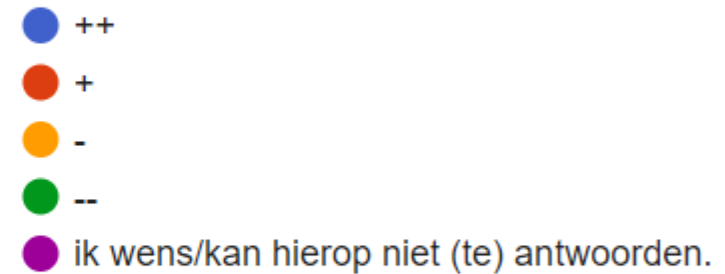 ++
+
-
--
ik wens/kan hierop niet (te) antwoorden.